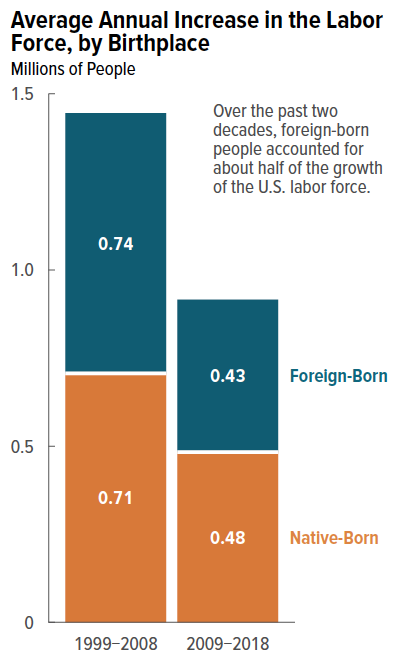 Average Annual Increase in the Labor
Force, by Birthplace
Millions of People
1.5
Over the past two
decades, foreign-born
people accounted for
about half of the growth
of the U.S. labor force.
0.74
1.0
0.43
Foreign-Born
0.5
0.71
0.48
Native-Born
0
1999–2008
2009–2018